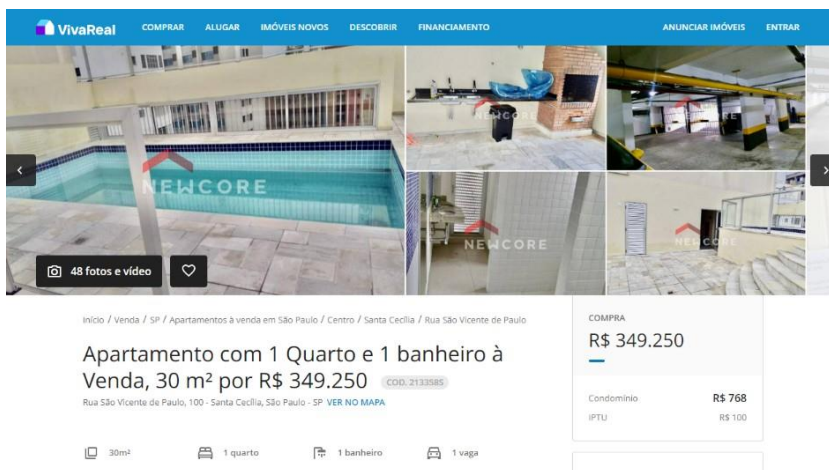 VivaReal COMPRAR ALUGAR IMÓVEIS NOVOS DESCOBRIR FINANCIAMENTO ANUNCIAR IMÓVEIS ENTRAR
NEWCORE
NEWCORE
NEWCORE
NEWCORE
48 fotos e vídeo
Início / Venda / SP / Apartamentos à venda em São Paulo / Centro / Santa Cecília / Rua São Vicente de Paulo
Apartamento com 1 Quarto e 1 banheiro à
Venda, 30 m² por R$ 349.250 COD. 213358S
Rua São Vicente de Paulo, 100 - Santa Cecília, São Paulo - SP VER NO MAPA
30m² 1 quarto 1 banheiro 1 vaga
COMPRA
R$ 349.250
Condomínio R$ 768
IPTU R$ 100